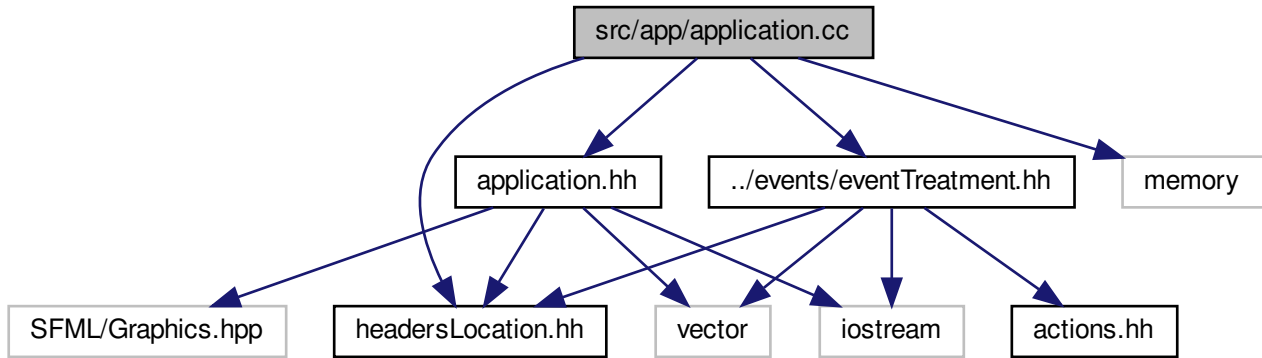 src/app/application.cc
application.hh
../events/eventTreatment.hh
memory
SFML/Graphics.hpp
headersLocation.hh
vector
iostream
actions.hh